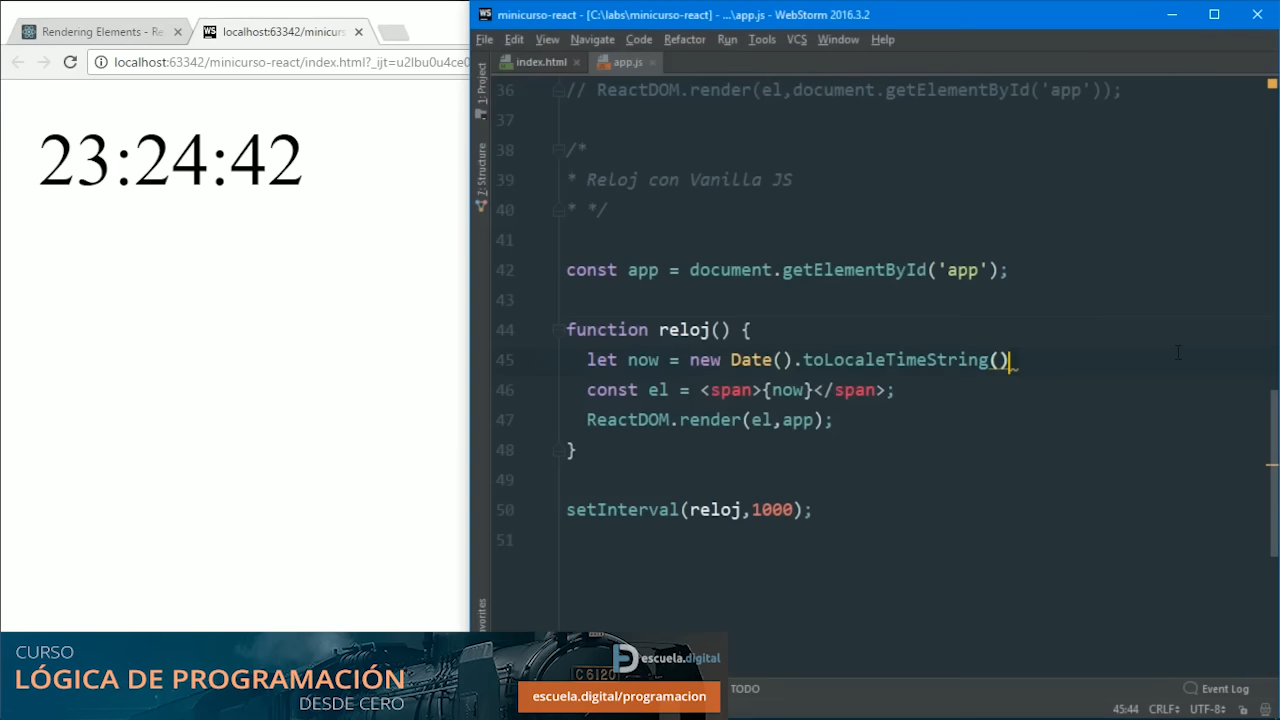 Rendering Elements - Re
localhost:63342/minicurs
localhost:63342/minicurso-react/index.html?_ijt=u2lbu0u4ce0
23:24:42
minicurso-react - [C:\labs\minicurso-react] - ...\app.js - WebStorm 2016.3.2
File Edit View Navigate Code Refactor Run Tools VCS Window Help
index.html
app.js
1: Project
7: Structure
36 // ReactDOM.render(el,document.getElementById('app'));
37
38 /*
39 * Reloj con Vanilla JS
40 * */
41
42 const app = document.getElementById('app');
43
44 function reloj() {
45 let now = new Date().toLocaleTimeString()
46 const el = <span>{now}</span>;
47 ReactDOM.render(el,app);
48 }
49
50 setInterval(reloj,1000);
51
CURSO
LÓGICA DE PROGRAMACIÓN
DESDE CERO
C6120
escuela.digital
escuela.digital/programacion
TODO
Event Log
45:44 CRLF÷ UTF-8÷